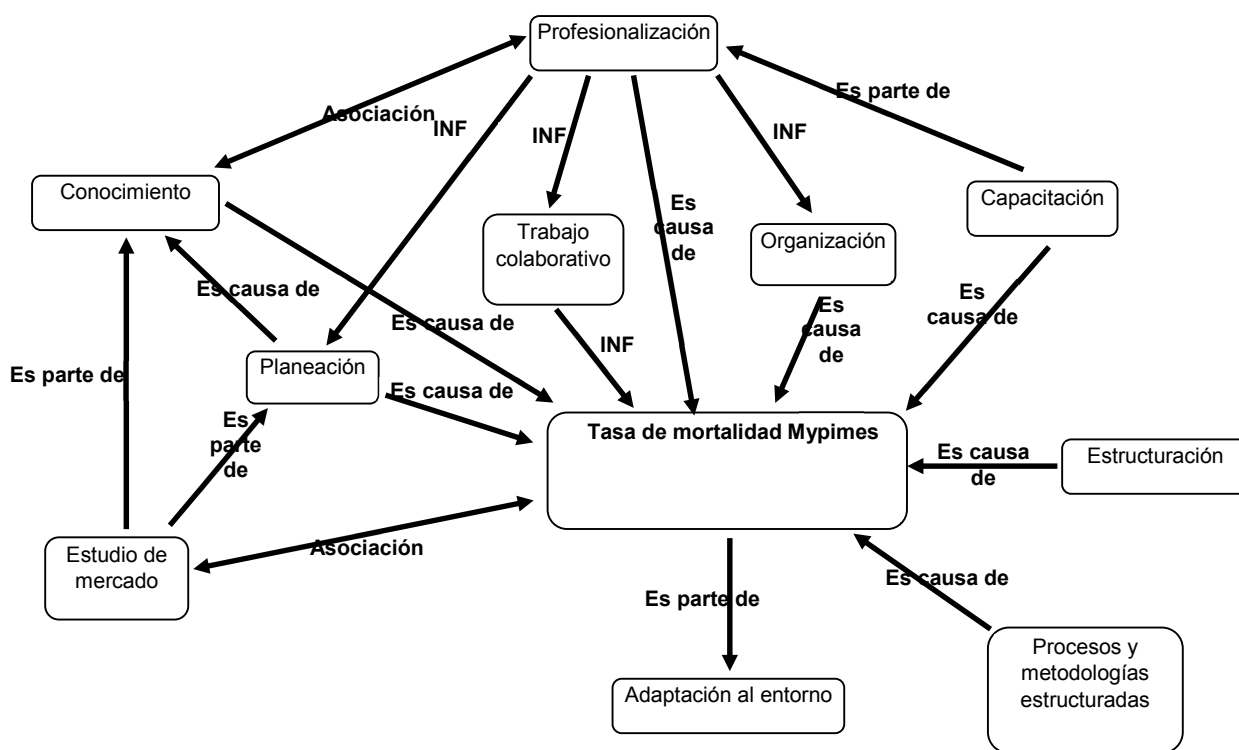 Profesionalización
Es parte de
Asociación
INF
INF
INF
Conocimiento
Capacitación
Es
causa
de
Trabajo
colaborativo
Organización
Es causa de
Es causa de
INF
Es
causa
de
Es
causa de
Planeación
Es parte de
Es causa de
Es
parte
de
Tasa de mortalidad Mypimes
Es causa
de
Estructuración
Estudio de
mercado
Asociación
Es parte de
Es causa de
Adaptación al entorno
Procesos y
metodologías
estructuradas